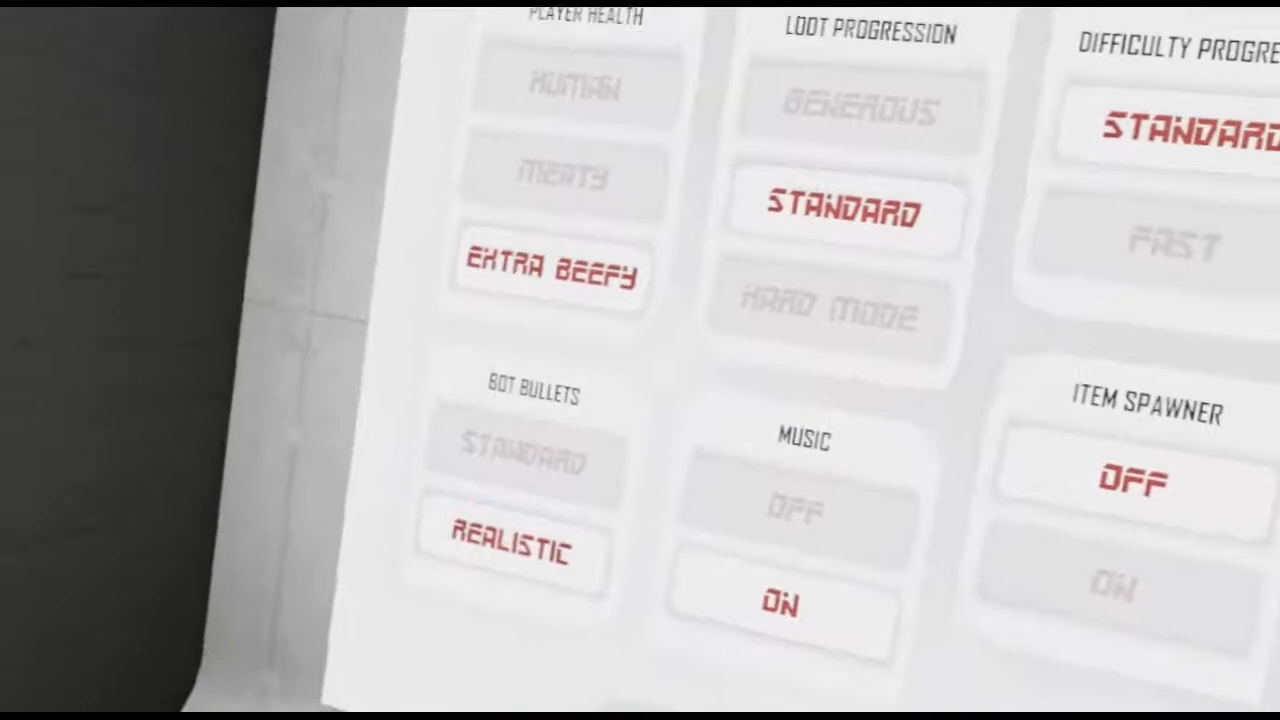 PLAYER HEALTH
HUMAN
MEATY
EXTRA BEEFY
LOOT PROGRESSION
GENEROUS
STANDARD
HARD MODE
DIFFICULTY PROGRE
STANDARD
FAST
BOT BULLETS
STANDARD
REALISTIC
MUSIC
OFF
ON
ITEM SPAWNER
OFF
ON